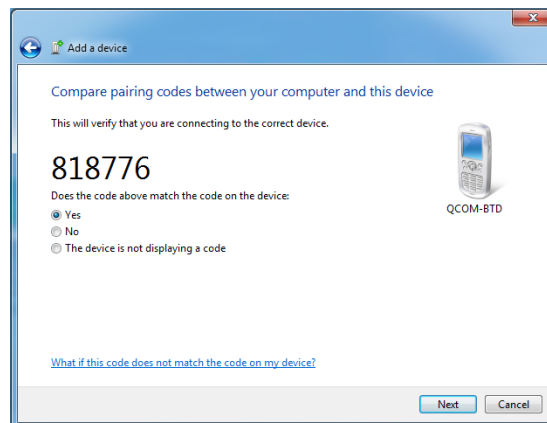 Add a device
Compare pairing codes between your computer and this device
This will verify that you are connecting to the correct device.
818776
Does the code above match the code on the device:
QCOM-BTD
Yes
No
The device is not displaying a code
What if this code does not match the code on my device?
Next Cancel